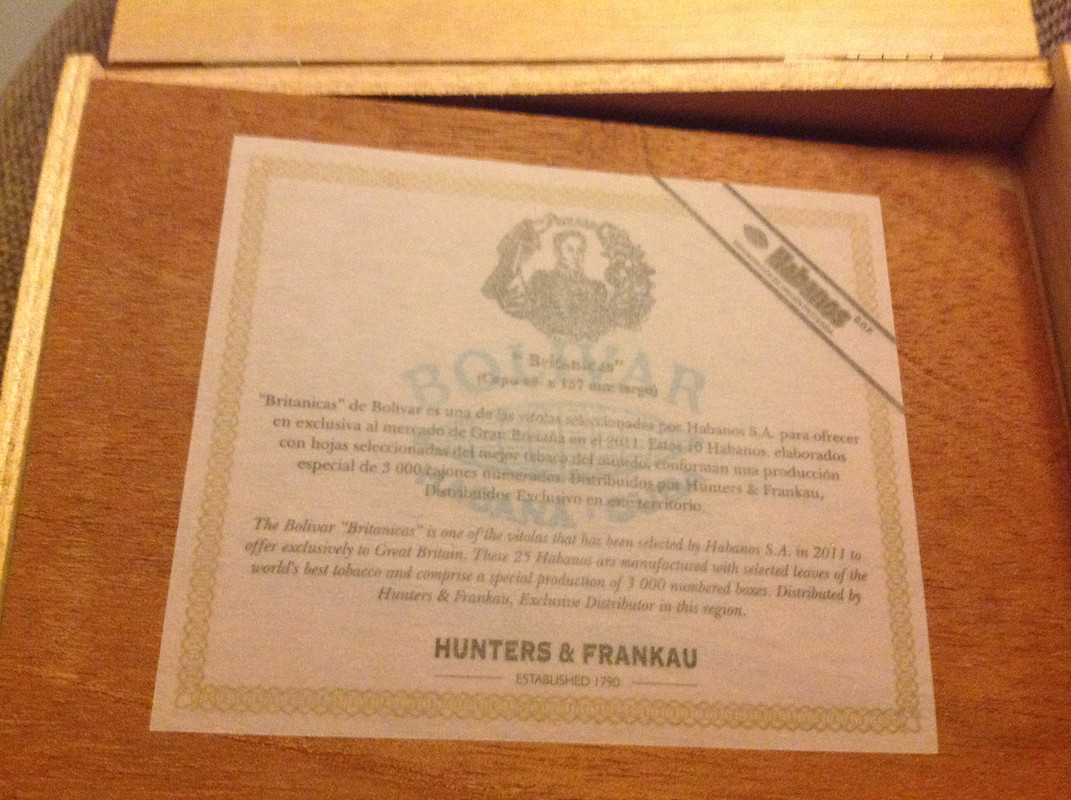 Habanos
D.O.P.
BOLIVAR
HABANA
"Britanicas"
(Cepo 48 x 137 mm largo)
"Britanicas" de Bolívar es una de las vitolas seleccionadas por Habanos S.A. para ofrecer
en exclusiva al mercado de Gran Bretaña en el 2011. Estos 10 Habanos, elaborados
con hojas seleccionadas del mejor tabaco del mundo, conforman una producción
especial de 3 000 cajones numerados. Distribuidos por Hunters & Frankau,
Distribuidor Exclusivo en este territorio.
The Bolivar "Britanicas" is one of the vitolas that has been selected by Habanos S.A. in 2011 to
offer exclusively to Great Britain. These 25 Habanos are manufactured with selected leaves of the
world's best tobacco and comprise a special production of 3 000 numbered boxes. Distributed by
Hunters & Frankau, Exclusive Distributor in this region.
HUNTERS & FRANKAU
ESTABLISHED 1790